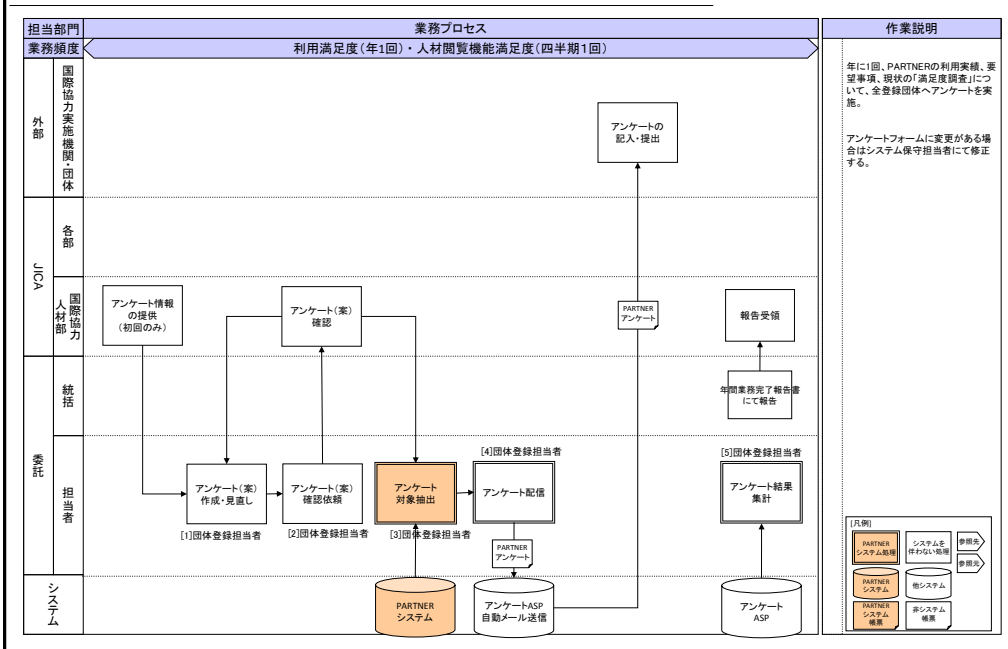 担当部門
業務プロセス
作業説明
業務頻度
利用満足度(年1回)・人材閲覧機能満足度(四半期1回)
外部
国際協力実施機関・団体
アンケートの
記入・提出
年に1回、PARTNERの利用実績、要
望事項、現状の「満足度調査」につ
いて、全登録団体へアンケートを実
施。
アンケートフォームに変更がある場
合はシステム保守担当者にて修正
する。
JICA
各部
国際協力
人材部
アンケート情報
の提供
(初回のみ)
アンケート(案)
確認
PARTNER
アンケート
報告受領
委託
統括
年間業務完了報告書
にて報告
担当者
[4]団体登録担当者
[5]団体登録担当者
アンケート(案)
作成・見直し
アンケート(案)
確認依頼
アンケート
対象抽出
アンケート配信
アンケート結果
集計
[1]団体登録担当者
[2]団体登録担当者
[3]団体登録担当者
PARTNER
アンケート
システム
PARTNER
システム
アンケートASP
自動メール送信
アンケート
ASP
[凡例]
PARTNER
システム処理
システムを
伴わない処理
参照先
参照元
PARTNER
システム
他システム
PARTNER
システム
帳票
非システム
帳票